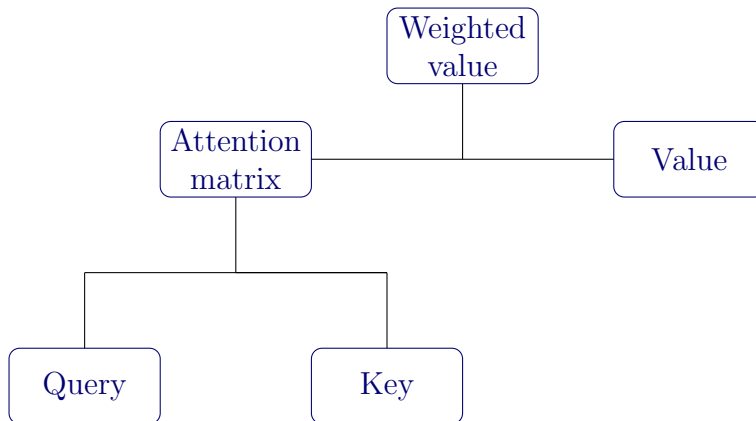 Weighted
value
Attention
matrix
Value
Query
Key